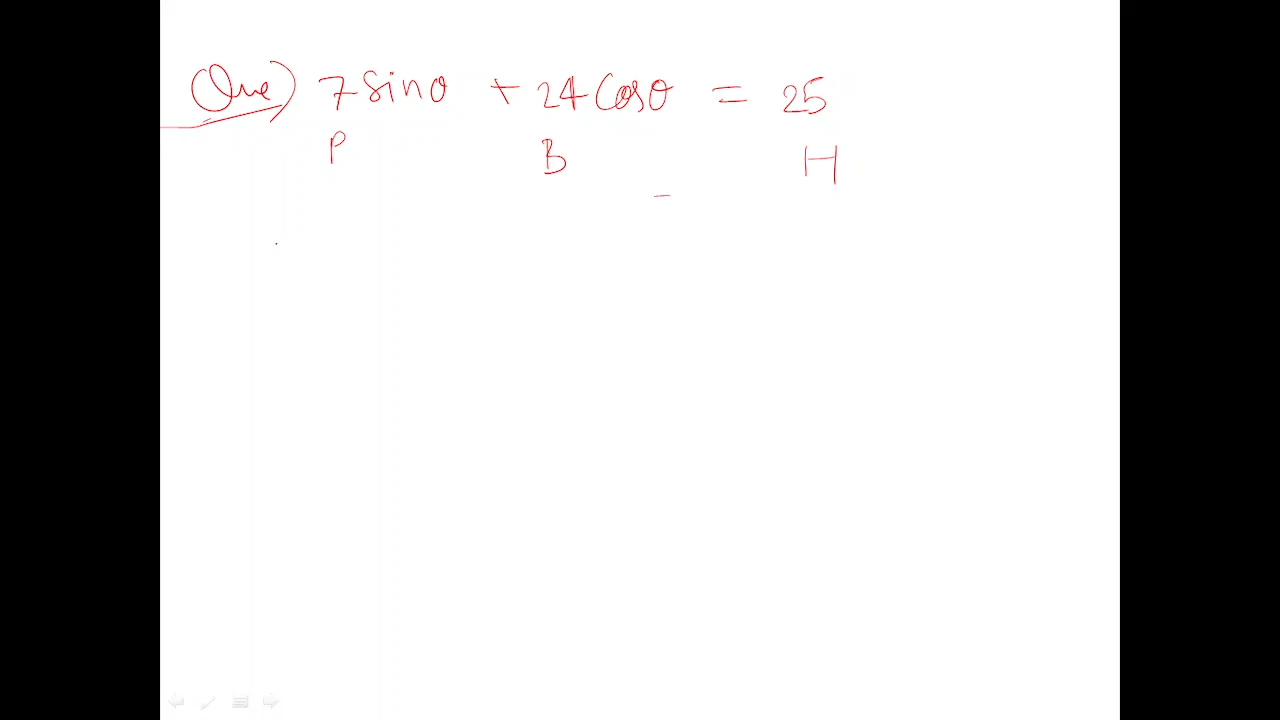 Que) 7 Sinθ + 24 Cosθ = 25
P B H
-